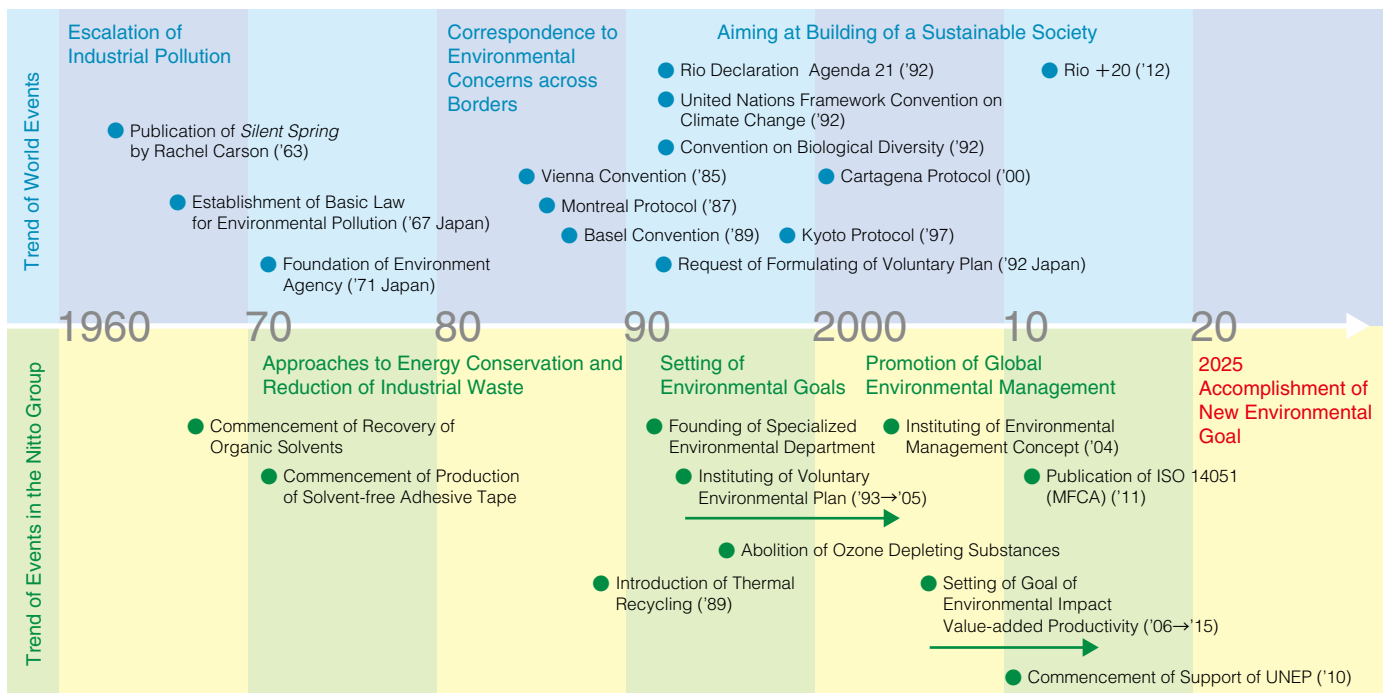 Trend of World Events
Escalation of
Industrial Pollution
Publication of Silent Spring
by Rachel Carson (’63)
Establishment of Basic Law
for Environmental Pollution (’67 Japan)
Foundation of Environment
Agency (’71 Japan)
Correspondence to
Environmental
Concerns across
Borders
Vienna Convention (’85)
Montreal Protocol (’87)
Basel Convention (’89)
Aiming at Building of a Sustainable Society
Rio Declaration Agenda 21 (’92)
United Nations Framework Convention on
Climate Change (’92)
Convention on Biological Diversity (’92)
Cartagena Protocol (’00)
Kyoto Protocol (’97)
Request of Formulating of Voluntary Plan (’92 Japan)
Rio +20 (’12)
1960 70 80 90 2000 10 20
Trend of Events in the Nitto Group
Approaches to Energy Conservation and
Reduction of Industrial Waste
Commencement of Recovery of
Organic Solvents
Commencement of Production
of Solvent-free Adhesive Tape
Introduction of Thermal
Recycling (’89)
Setting of
Environmental Goals
Founding of Specialized
Environmental Department
Instituting of Voluntary
Environmental Plan (’93→’05)
Abolition of Ozone Depleting Substances
Promotion of Global
Environmental Management
Instituting of Environmental
Management Concept (’04)
Publication of ISO 14051
(MFCA) (’11)
Setting of Goal of
Environmental Impact
Value-added Productivity (’06→’15)
Commencement of Support of UNEP (’10)
2025
Accomplishment of
New Environmental
Goal